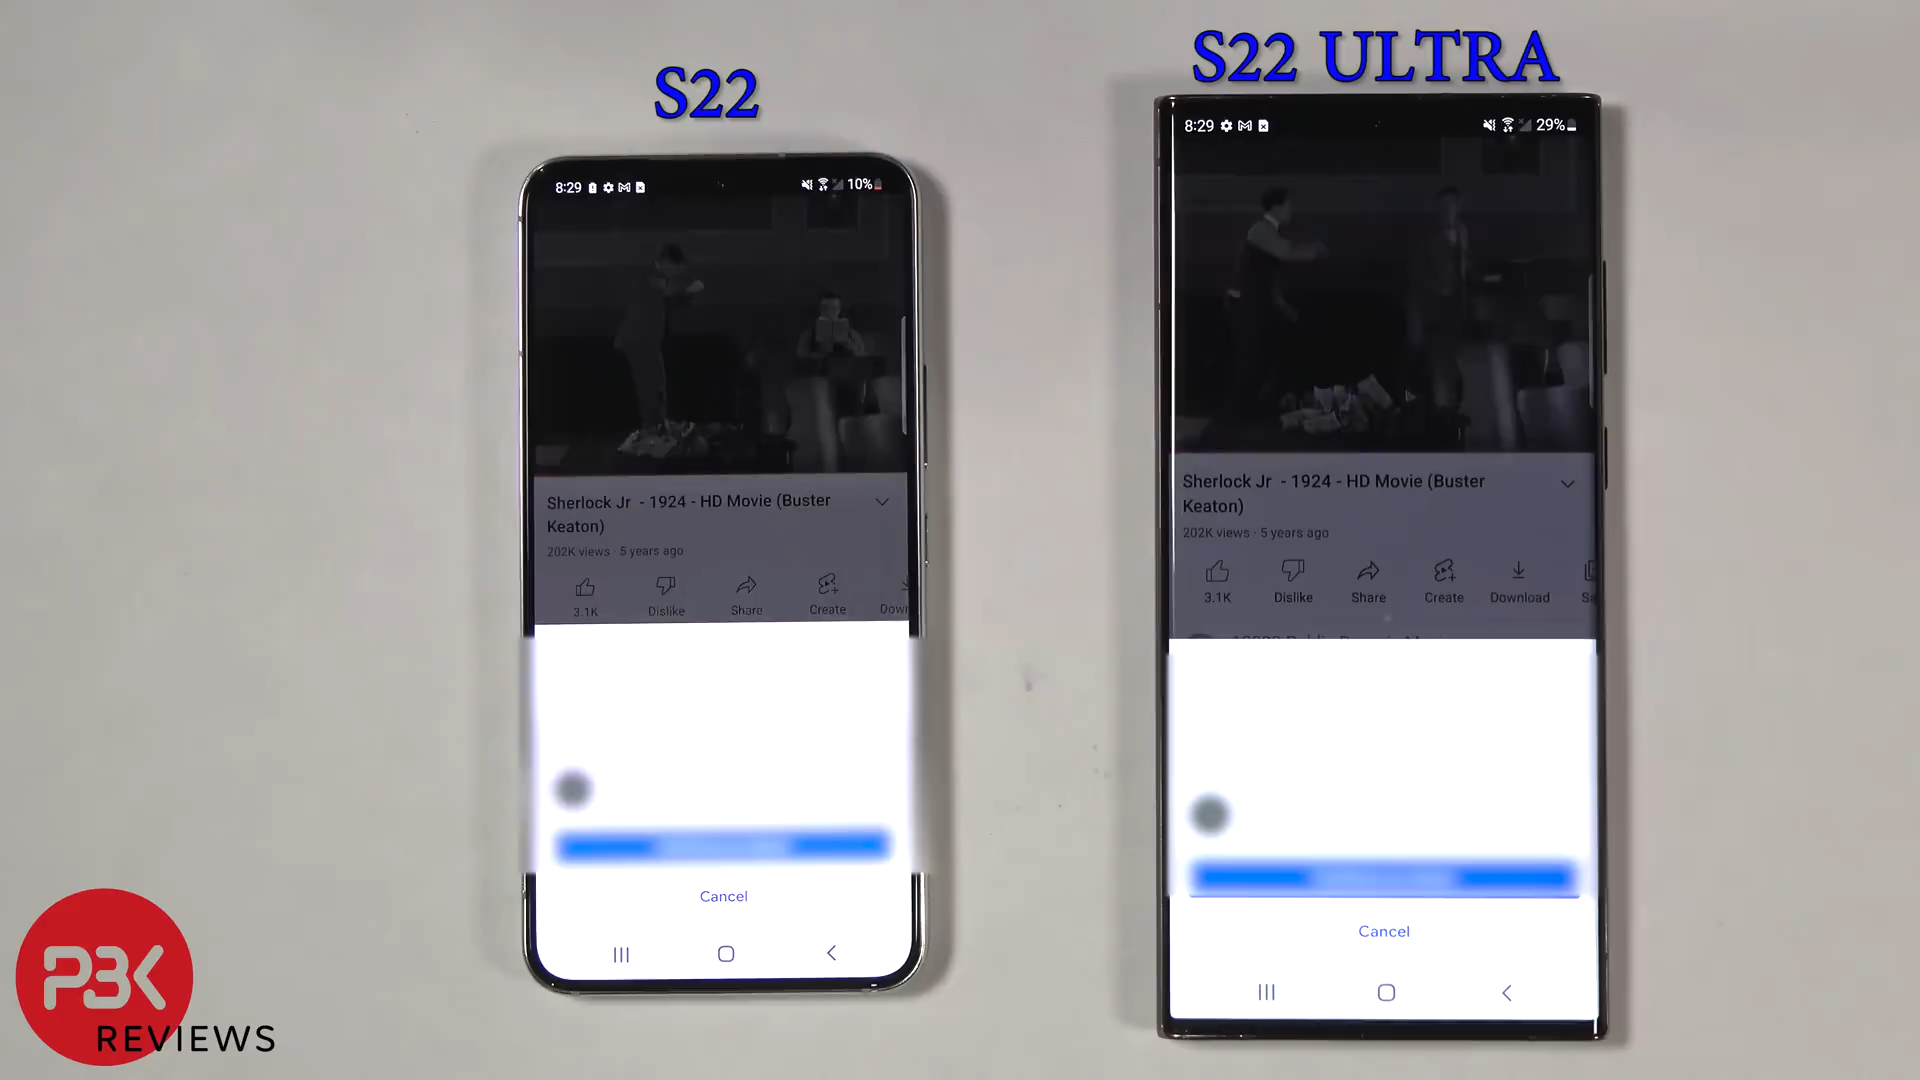 S22
S22 ULTRA
8:29
10%
Sherlock Jr - 1924 - HD Movie (Buster
Keaton)
202K views · 5 years ago
3.1K
Dislike
Share
Create
Down
Cancel
8:29
29%
Sherlock Jr - 1924 - HD Movie (Buster
Keaton)
202K views · 5 years ago
3.1K
Dislike
Share
Create
Download
Sa
Cancel
P3K
REVIEWS